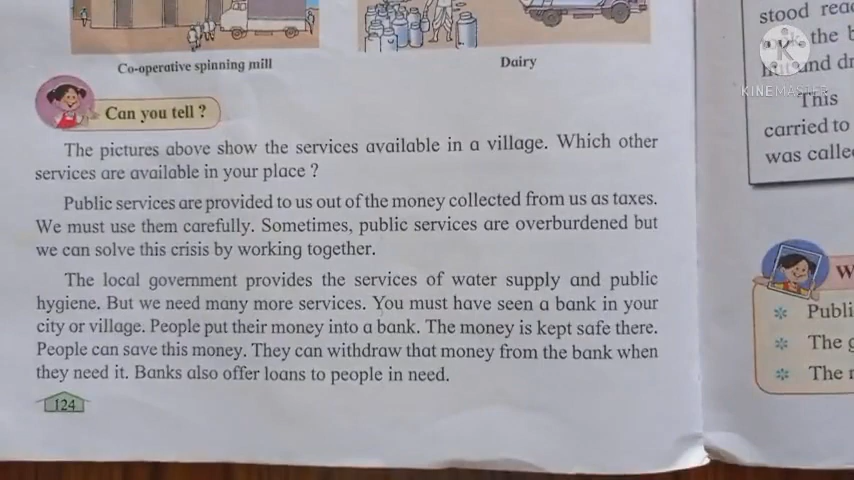 Co-operative spinning mill
Dairy
Can you tell ?
The pictures above show the services available in a village. Which other
services are available in your place ?
Public services are provided to us out of the money collected from us as taxes.
We must use them carefully. Sometimes, public services are overburdened but
we can solve this crisis by working together.
The local government provides the services of water supply and public
hygiene. But we need many more services. You must have seen a bank in your
city or village. People put their money into a bank. The money is kept safe there.
People can save this money. They can withdraw that money from the bank when
they need it. Banks also offer loans to people in need.
124
stood
the
and
KINEMASTER
This
carried to
was
The
The